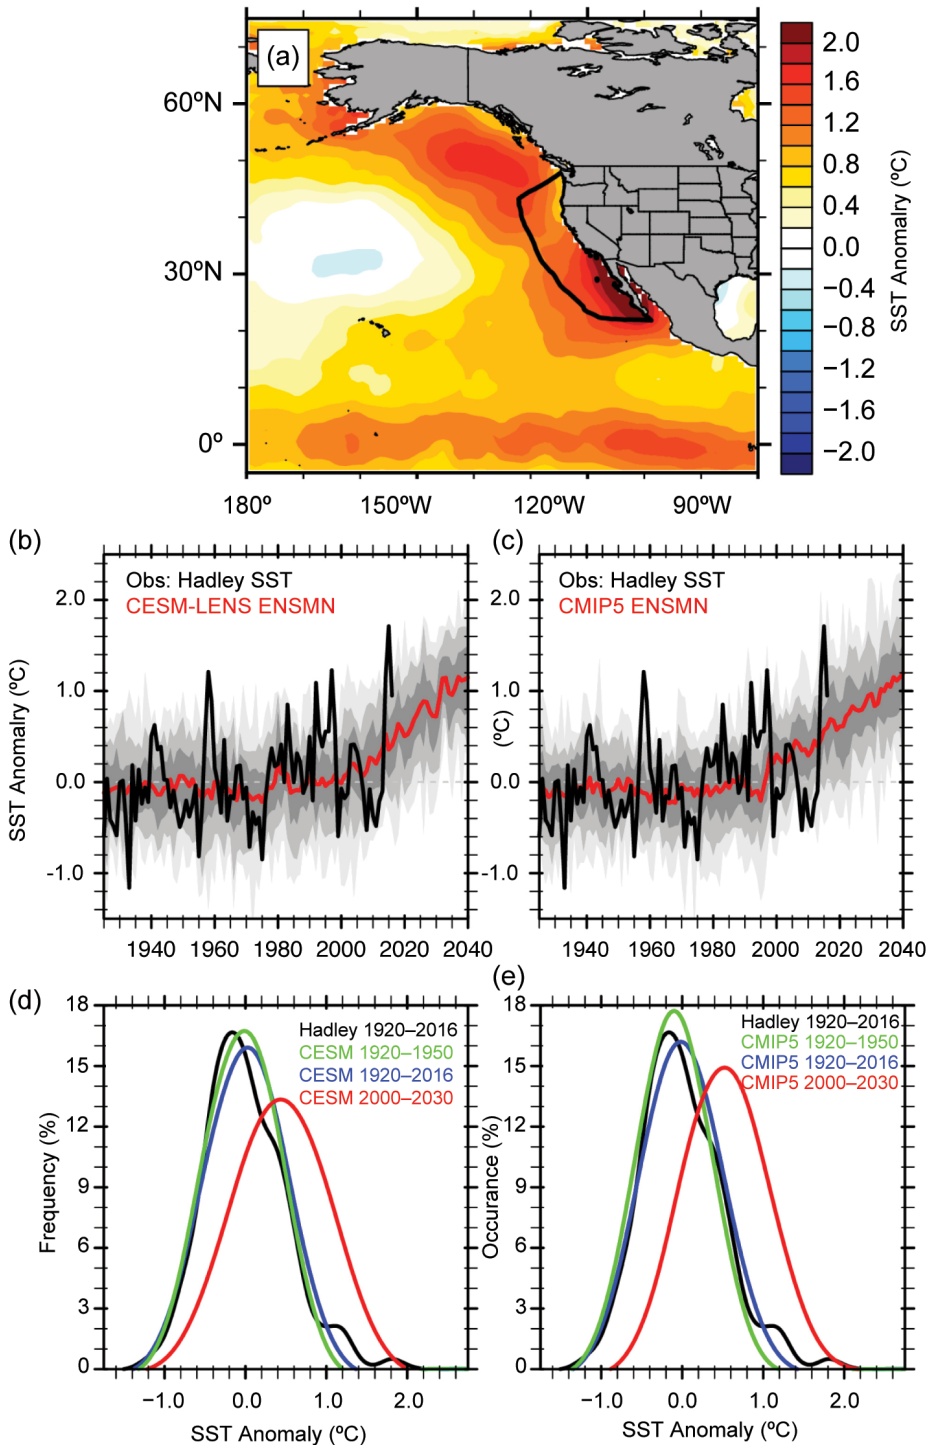 (a)
60ºN
30ºN
0º
180º
150ºW
120ºW
90ºW
2.0
1.6
1.2
0.8
0.4
0.0
−0.4
−0.8
−1.2
−1.6
−2.0
SST Anomalry (ºC)
(b)
Obs: Hadley SST
CESM-LENS ENSMN
SST Anomalry (ºC)
2.0
1.0
0.0
-1.0
1940
1960
1980
2000
2020
2040
(c)
Obs: Hadley SST
CMIP5 ENSMN
(ºC)
2.0
1.0
0.0
-1.0
1940
1960
1980
2000
2020
2040
(d)
Hadley 1920–2016
CESM 1920–1950
CESM 1920–2016
CESM 2000–2030
Frequency (%)
18
15
12
9
6
3
0
−1.0
0.0
1.0
2.0
SST Anomaly (ºC)
(e)
Hadley 1920–2016
CMIP5 1920–1950
CMIP5 1920–2016
CMIP5 2000–2030
Occurance (%)
18
15
12
9
6
3
0
−1.0
0.0
1.0
2.0
SST Anomaly (ºC)